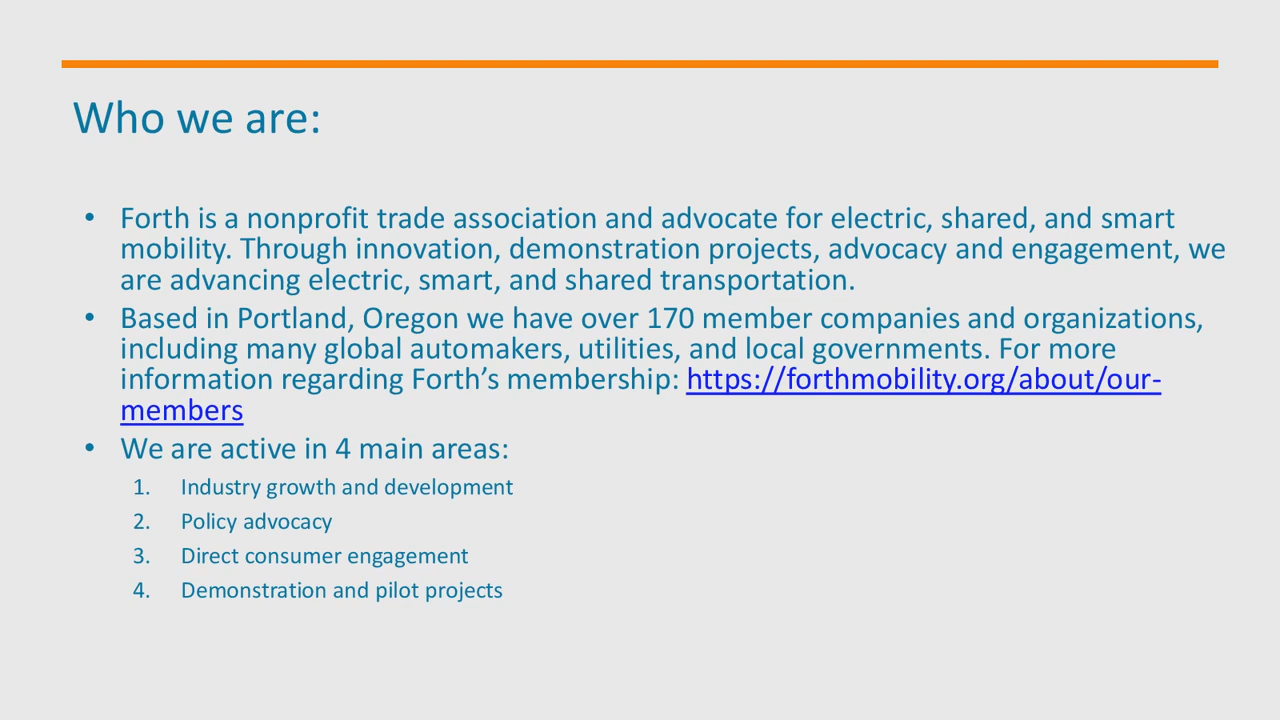 Who we are:
• Forth is a nonprofit trade association and advocate for electric, shared, and smart
mobility. Through innovation, demonstration projects, advocacy and engagement, we
are advancing electric, smart, and shared transportation.
• Based in Portland, Oregon we have over 170 member companies and organizations,
including many global automakers, utilities, and local governments. For more
information regarding Forth’s membership: https://forthmobility.org/about/our-
members
• We are active in 4 main areas:
1. Industry growth and development
2. Policy advocacy
3. Direct consumer engagement
4. Demonstration and pilot projects